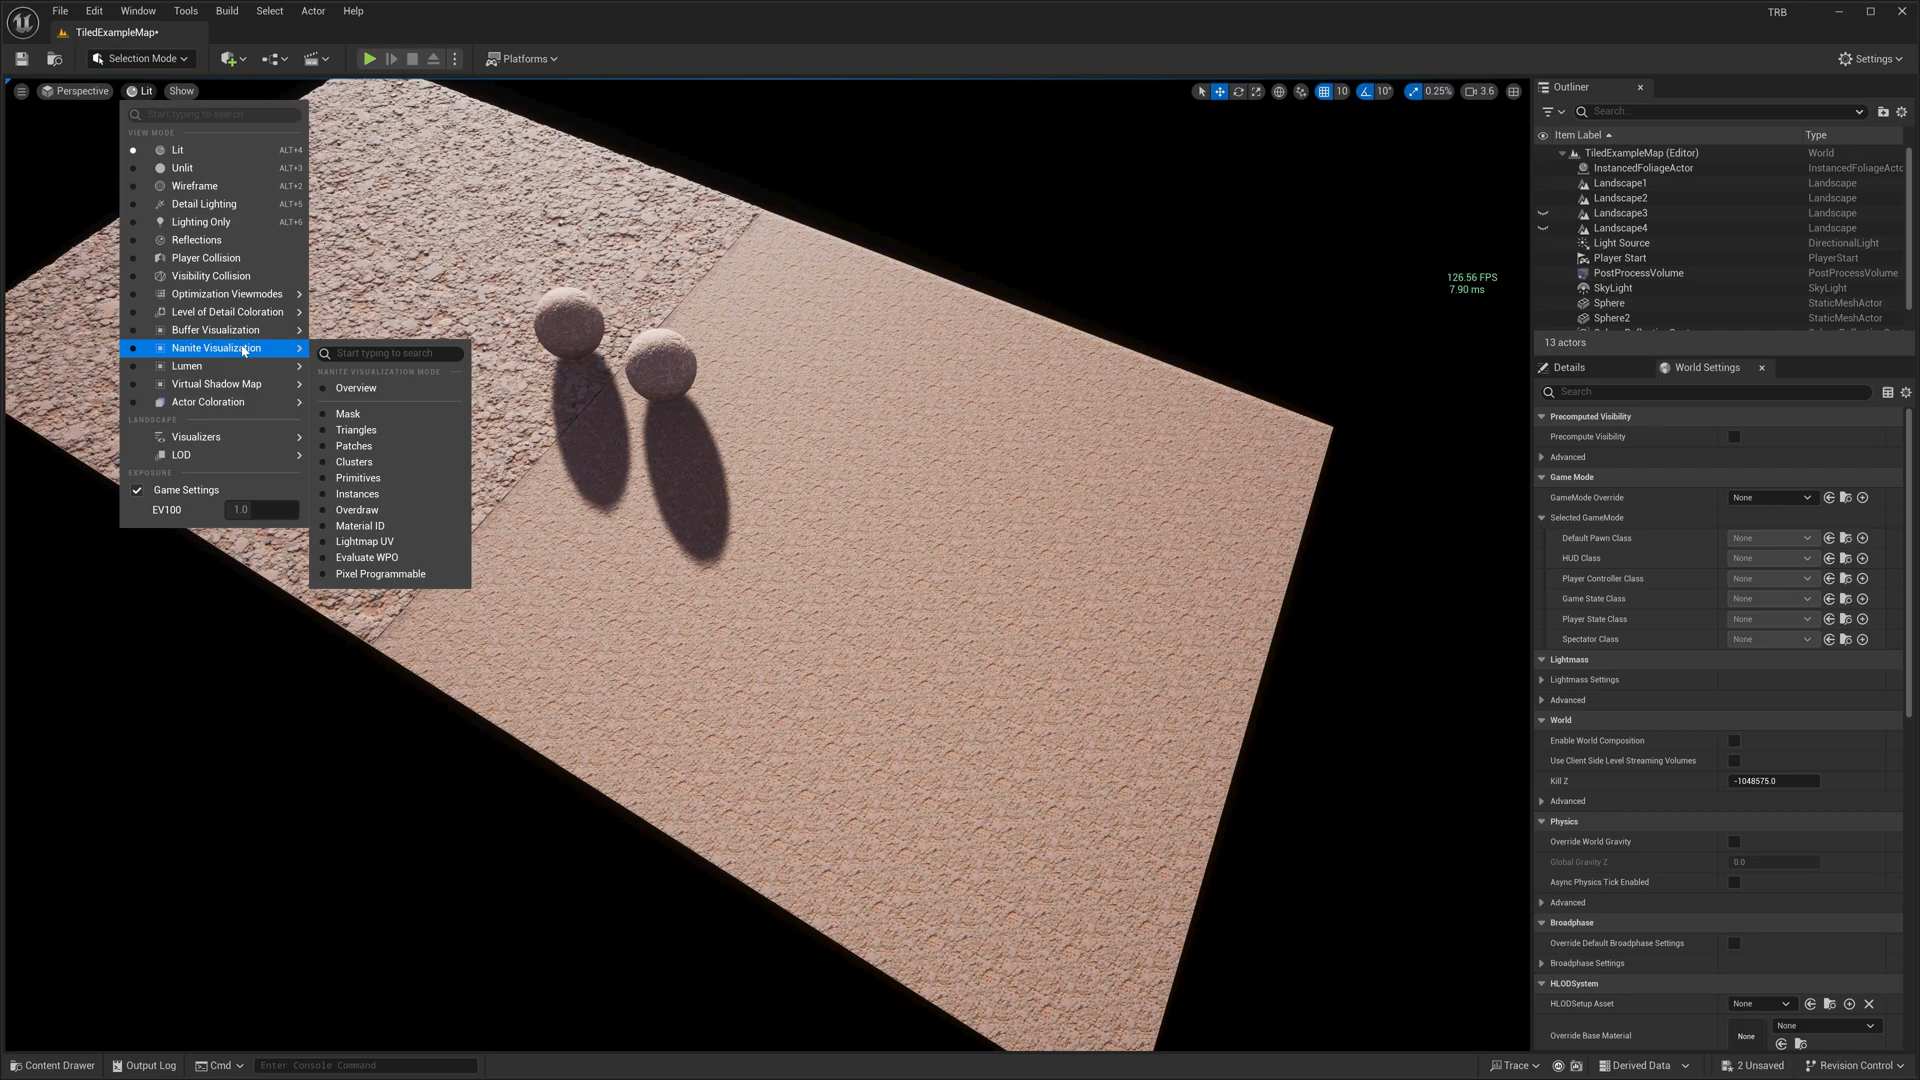 File Edit Window Tools Build Select Actor Help
TRB
TiledExampleMap*
Selection Mode
Platforms
Settings
Perspective Lit Show
10 10° 0.25% 3.6
Start typing to search
VIEW MODE
Lit ALT+4
Unlit ALT+3
Wireframe ALT+2
Detail Lighting ALT+5
Lighting Only ALT+6
Reflections
Player Collision
Visibility Collision
Optimization Viewmodes
Level of Detail Coloration
Buffer Visualization
Nanite Visualization
Lumen
Virtual Shadow Map
Actor Coloration
LANDSCAPE
Visualizers
LOD
EXPOSURE
Game Settings
EV100 1.0
Start typing to search
NANITE VISUALIZATION MODE
Overview
Mask
Triangles
Patches
Clusters
Primitives
Instances
Overdraw
Material ID
Lightmap UV
Evaluate WPO
Pixel Programmable
126.56 FPS
7.90 ms
Outliner
Search...
Item Label Type
TiledExampleMap (Editor) World
InstancedFoliageActor InstancedFoliageActc
Landscape1 Landscape
Landscape2 Landscape
Landscape3 Landscape
Landscape4 Landscape
Light Source DirectionalLight
Player Start PlayerStart
PostProcessVolume PostProcessVolume
SkyLight SkyLight
Sphere StaticMeshActor
Sphere2 StaticMeshActor
13 actors
Details World Settings
Search
Precomputed Visibility
Precompute Visibility
Advanced
Game Mode
GameMode Override None
Selected GameMode
Default Pawn Class None
HUD Class None
Player Controller Class None
Game State Class None
Player State Class None
Spectator Class None
Lightmass
Lightmass Settings
Advanced
World
Enable World Composition
Use Client Side Level Streaming Volumes
Kill Z -1048575.0
Advanced
Physics
Override World Gravity
Global Gravity Z 0.0
Async Physics Tick Enabled
Advanced
Broadphase
Override Default Broadphase Settings
Broadphase Settings
HLODSystem
HLODSetup Asset None
Override Base Material None None
Content Drawer Output Log Cmd Enter Console Command
Trace Derived Data 2 Unsaved Revision Control